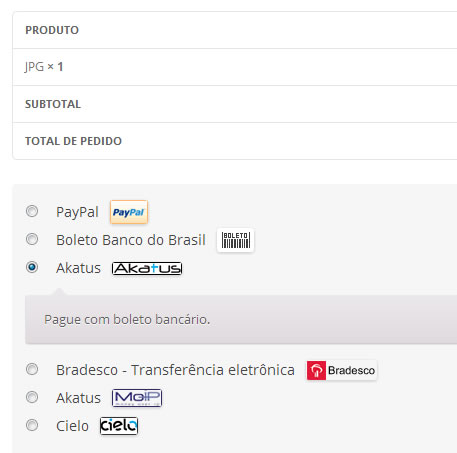 PRODUTO
JPG × 1
SUBTOTAL
TOTAL DE PEDIDO
PayPal PayPal
Boleto Banco do Brasil BOLETO
Akatus Akatus
Pague com boleto bancário.
Bradesco - Transferência eletrônica Bradesco
Akatus MoIP
Cielo cielo